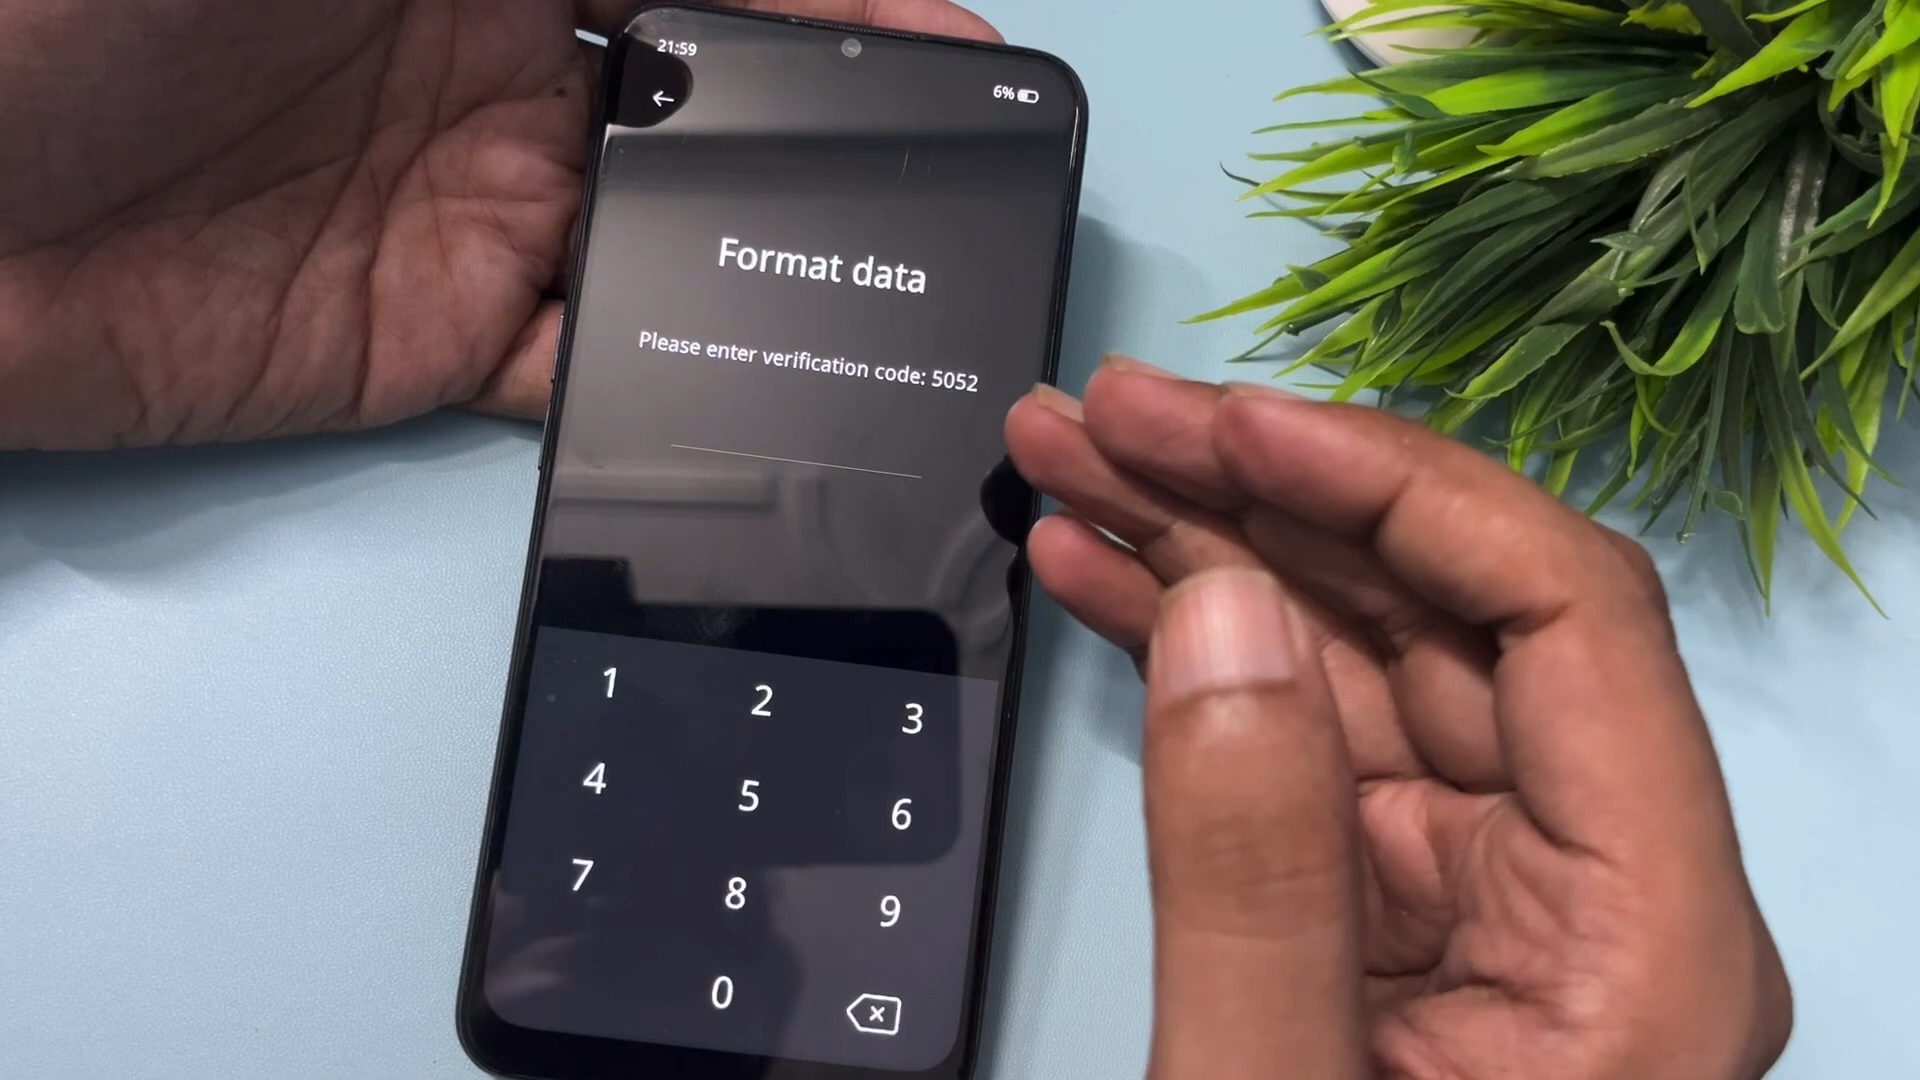 21:59
6%
Format data
Please enter verification code: 5052
1 2 3
4 5 6
7 8 9
0